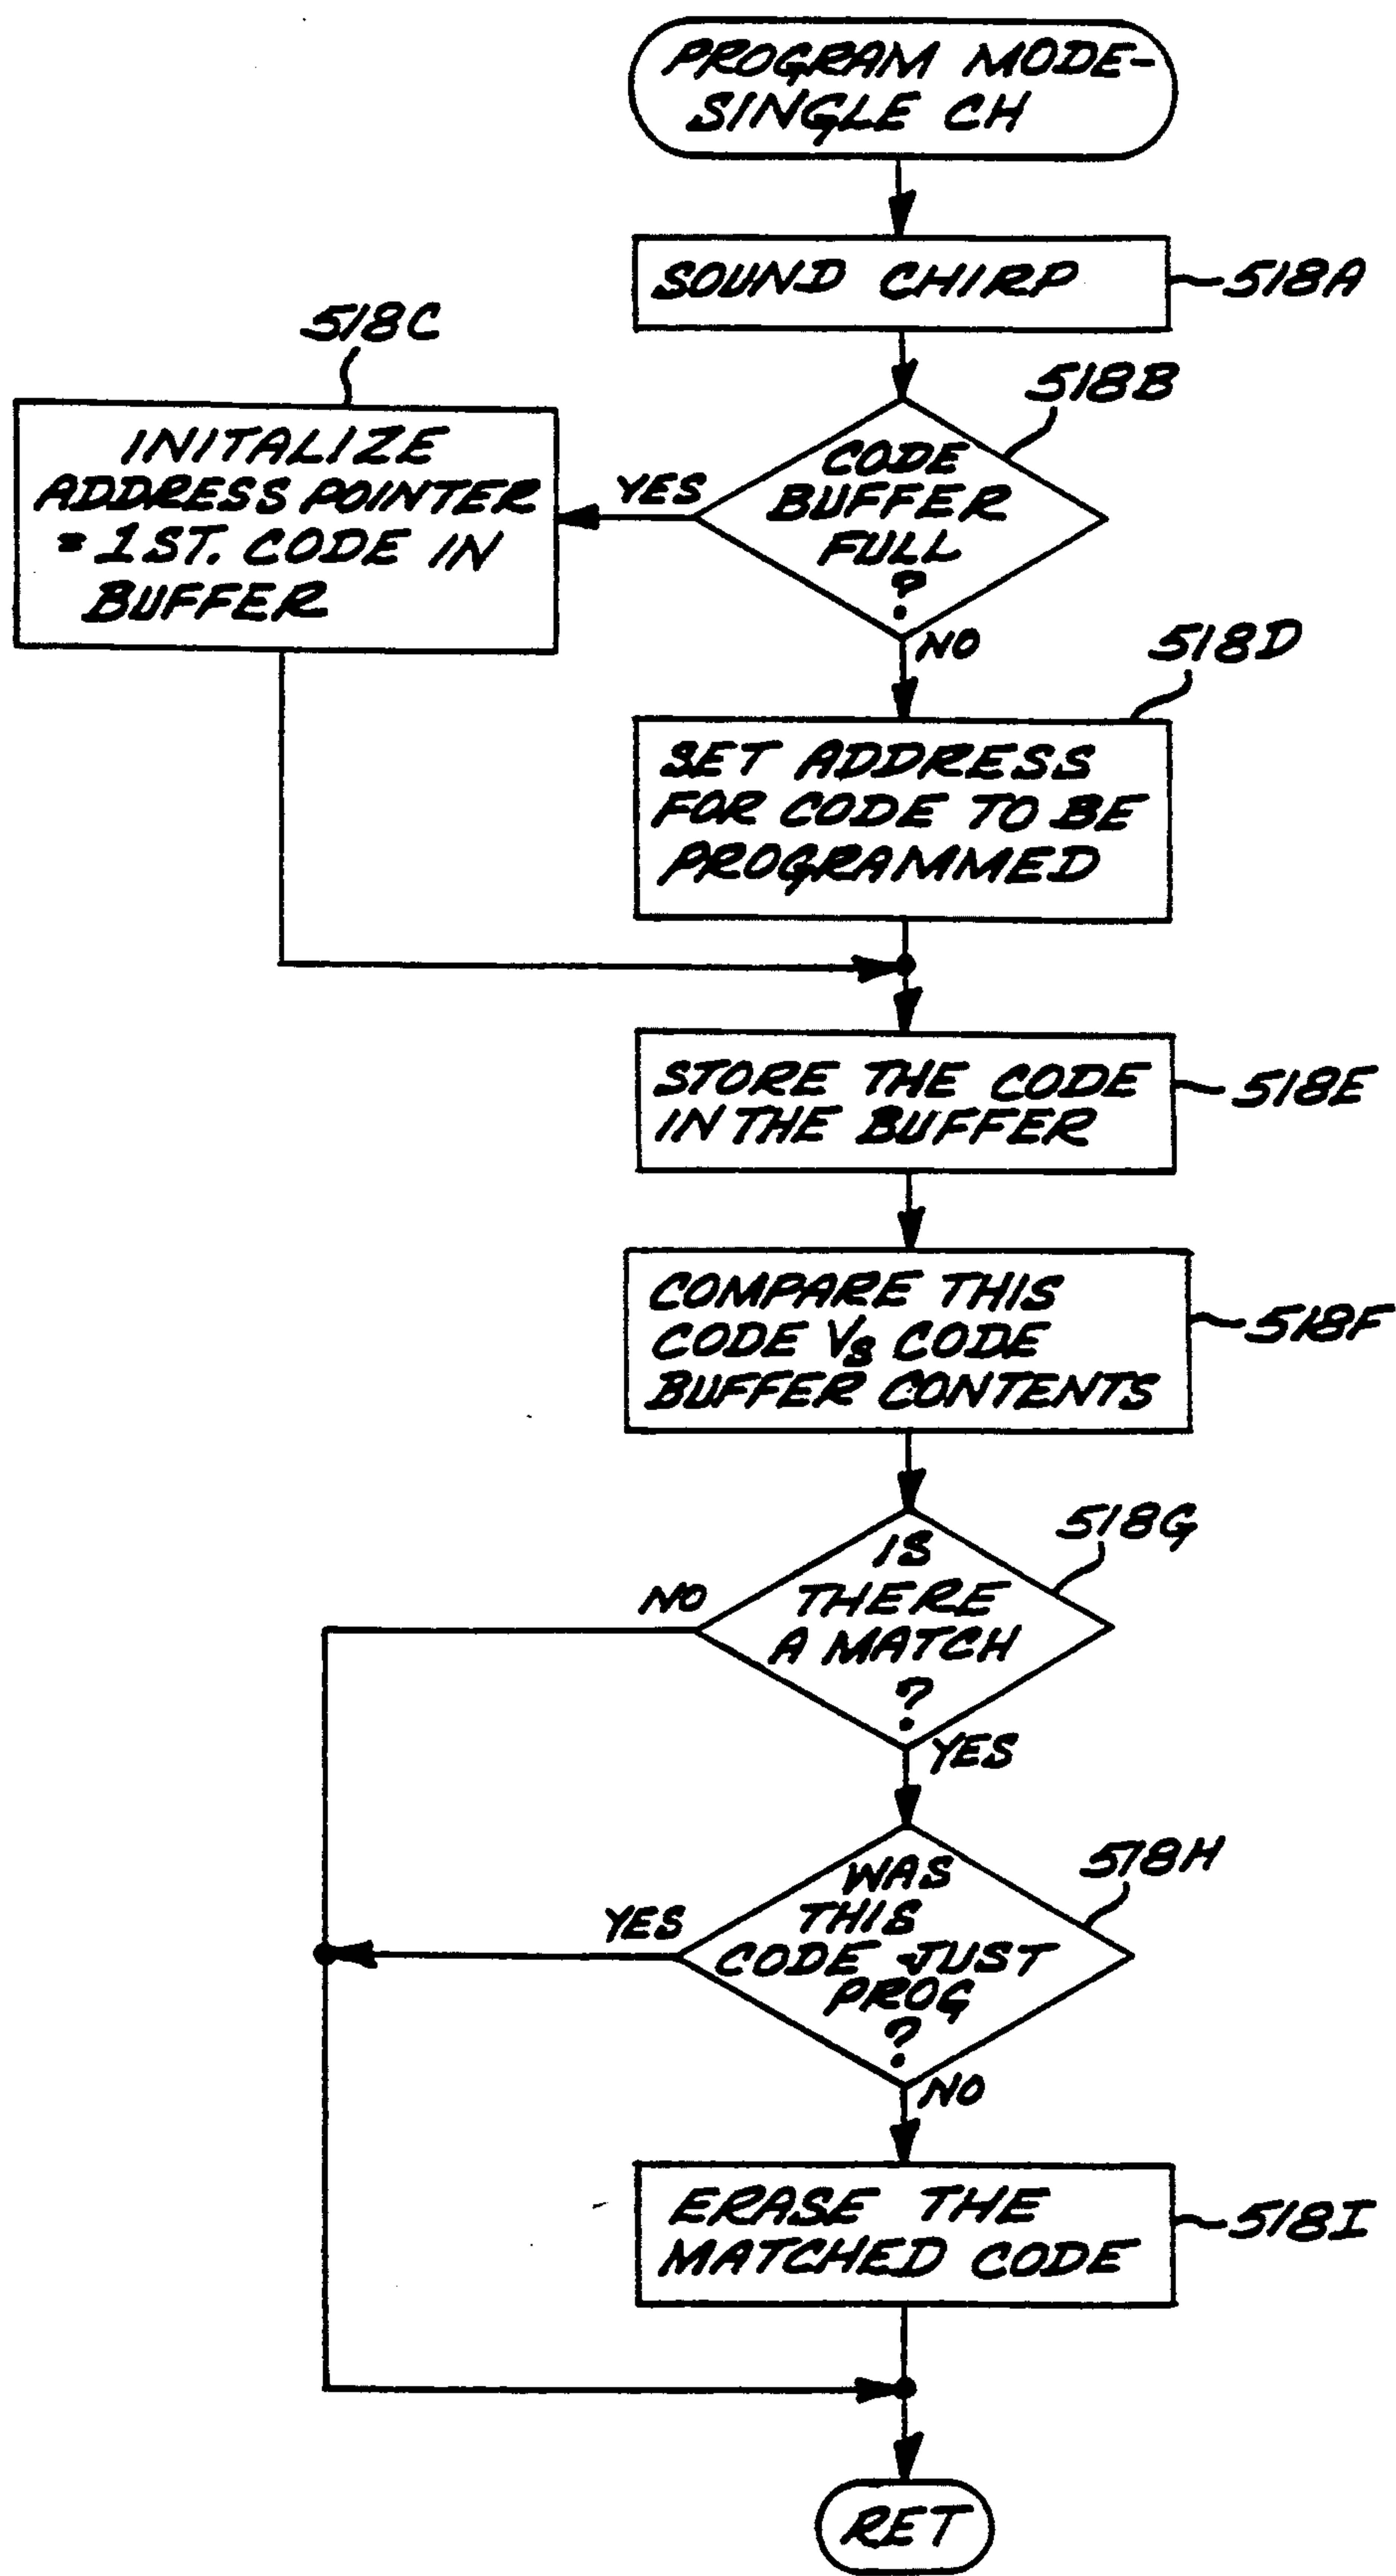 PROGRAM MODE-
SINGLE CH
SOUND CHIRP
518A
518C
INITALIZE
ADDRESS POINTER
= 1ST. CODE IN
BUFFER
YES
518B
CODE
BUFFER
FULL
?
NO
518D
SET ADDRESS
FOR CODE TO BE
PROGRAMMED
STORE THE CODE
IN THE BUFFER
518E
COMPARE THIS
CODE Vs CODE
BUFFER CONTENTS
518F
518G
IS
THERE
A MATCH
?
NO
YES
518H
WAS
THIS
CODE JUST
PROG
?
YES
NO
ERASE THE
MATCHED CODE
518I
RET